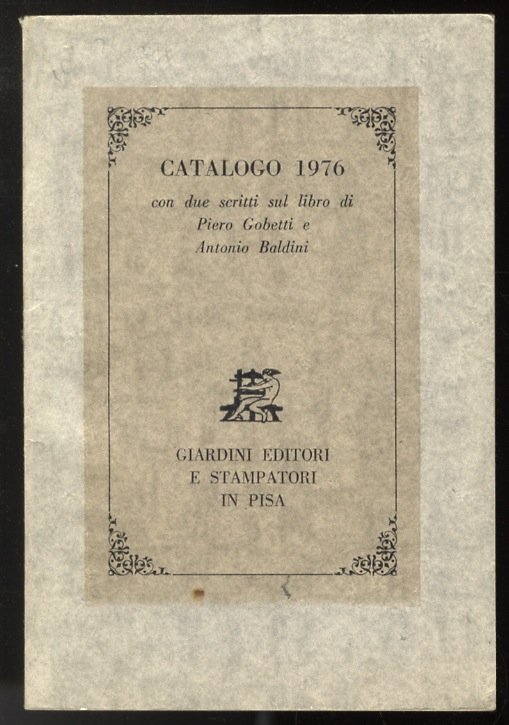 CATALOGO 1976
con due scritti sul libro di
Piero Gobetti e
Antonio Baldini
GIARDINI EDITORI
E STAMPATORI
IN PISA